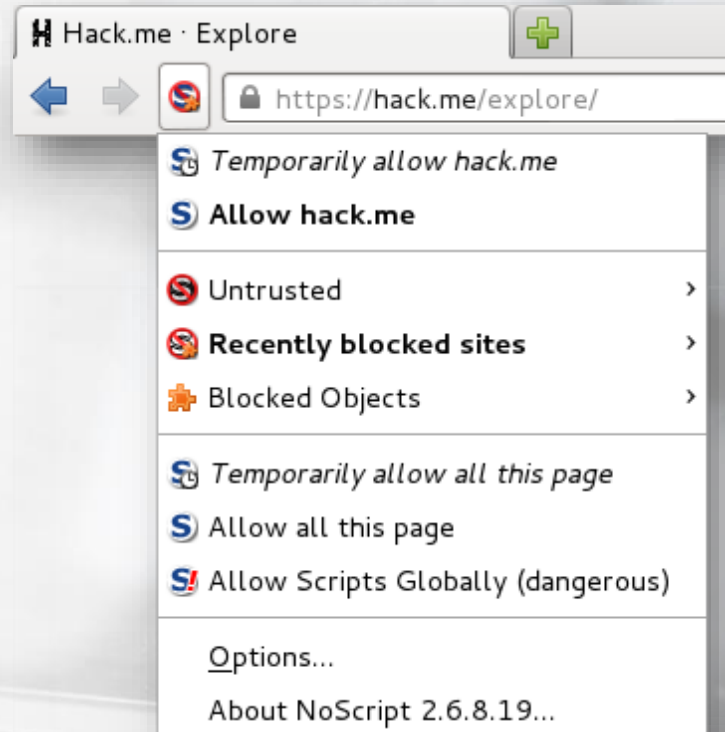 Hack.me · Explore
https://hack.me/explore/
Temporarily allow hack.me
Allow hack.me
Untrusted
Recently blocked sites
Blocked Objects
Temporarily allow all this page
Allow all this page
Allow Scripts Globally (dangerous)
Options...
About NoScript 2.6.8.19...